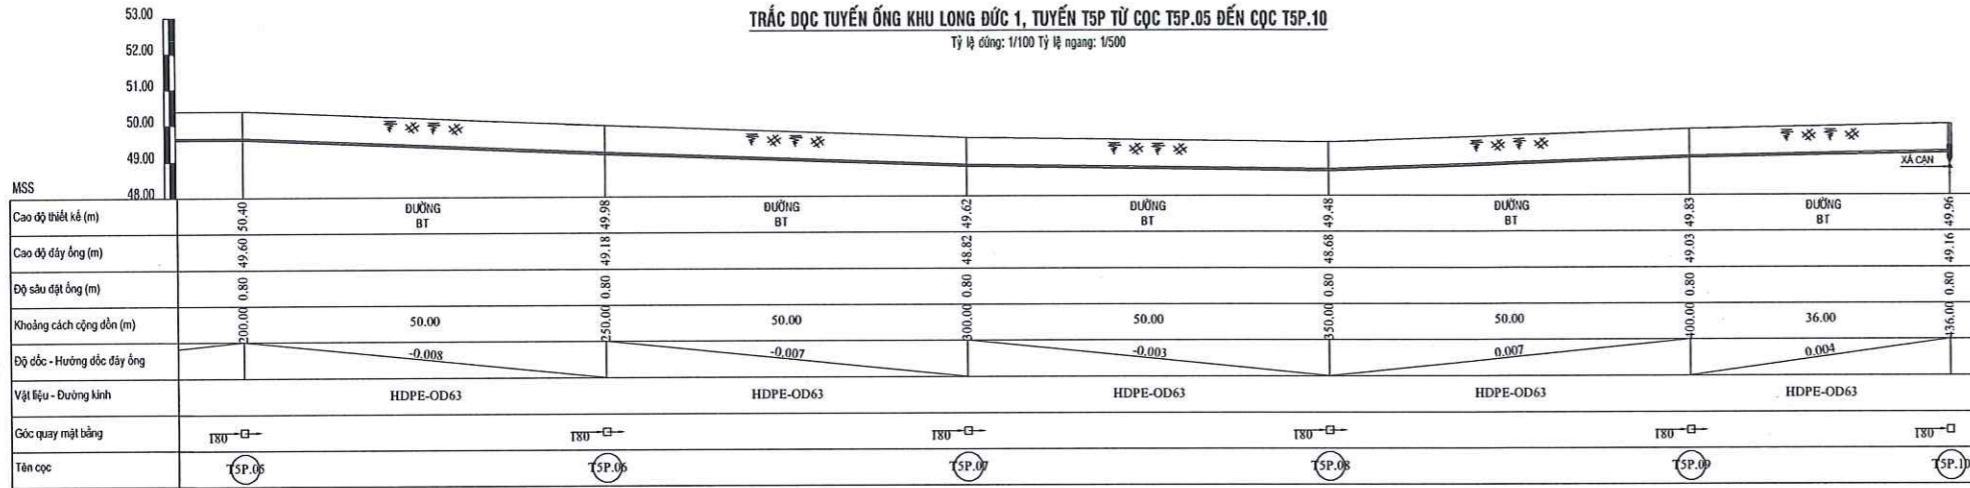 TRẮC DỌC TUYẾN ỐNG KHU LONG ĐỨC 1, TUYẾN T5P TỪ CỌC T5P.05 ĐẾN CỌC T5P.10
Tỷ lệ đứng: 1/100 Tỷ lệ ngang: 1/500
53.00
52.00
51.00
50.00
49.00
48.00
XẢ CẠN
MSS
Cao độ thiết kế (m) 50.40 ĐƯỜNG BT 49.98 ĐƯỜNG BT 49.62 ĐƯỜNG BT 49.48 ĐƯỜNG BT 49.83 ĐƯỜNG BT 49.96
Cao độ đáy ống (m) 49.60 49.18 48.82 48.68 49.03 49.16
Độ sâu đặt ống (m) 0.80 0.80 0.80 0.80 0.80 0.80
Khoảng cách cộng dồn (m) 200.00 50.00 250.00 50.00 300.00 50.00 350.00 50.00 400.00 36.00 436.00
Độ dốc - Hướng dốc đáy ống -0.008 -0.007 -0.003 0.007 0.004
Vật liệu - Đường kính HDPE-OD63 HDPE-OD63 HDPE-OD63 HDPE-OD63 HDPE-OD63
Góc quay mặt bằng 180 180 180 180 180 180
Tên cọc T5P.05 T5P.06 T5P.07 T5P.08 T5P.09 T5P.10